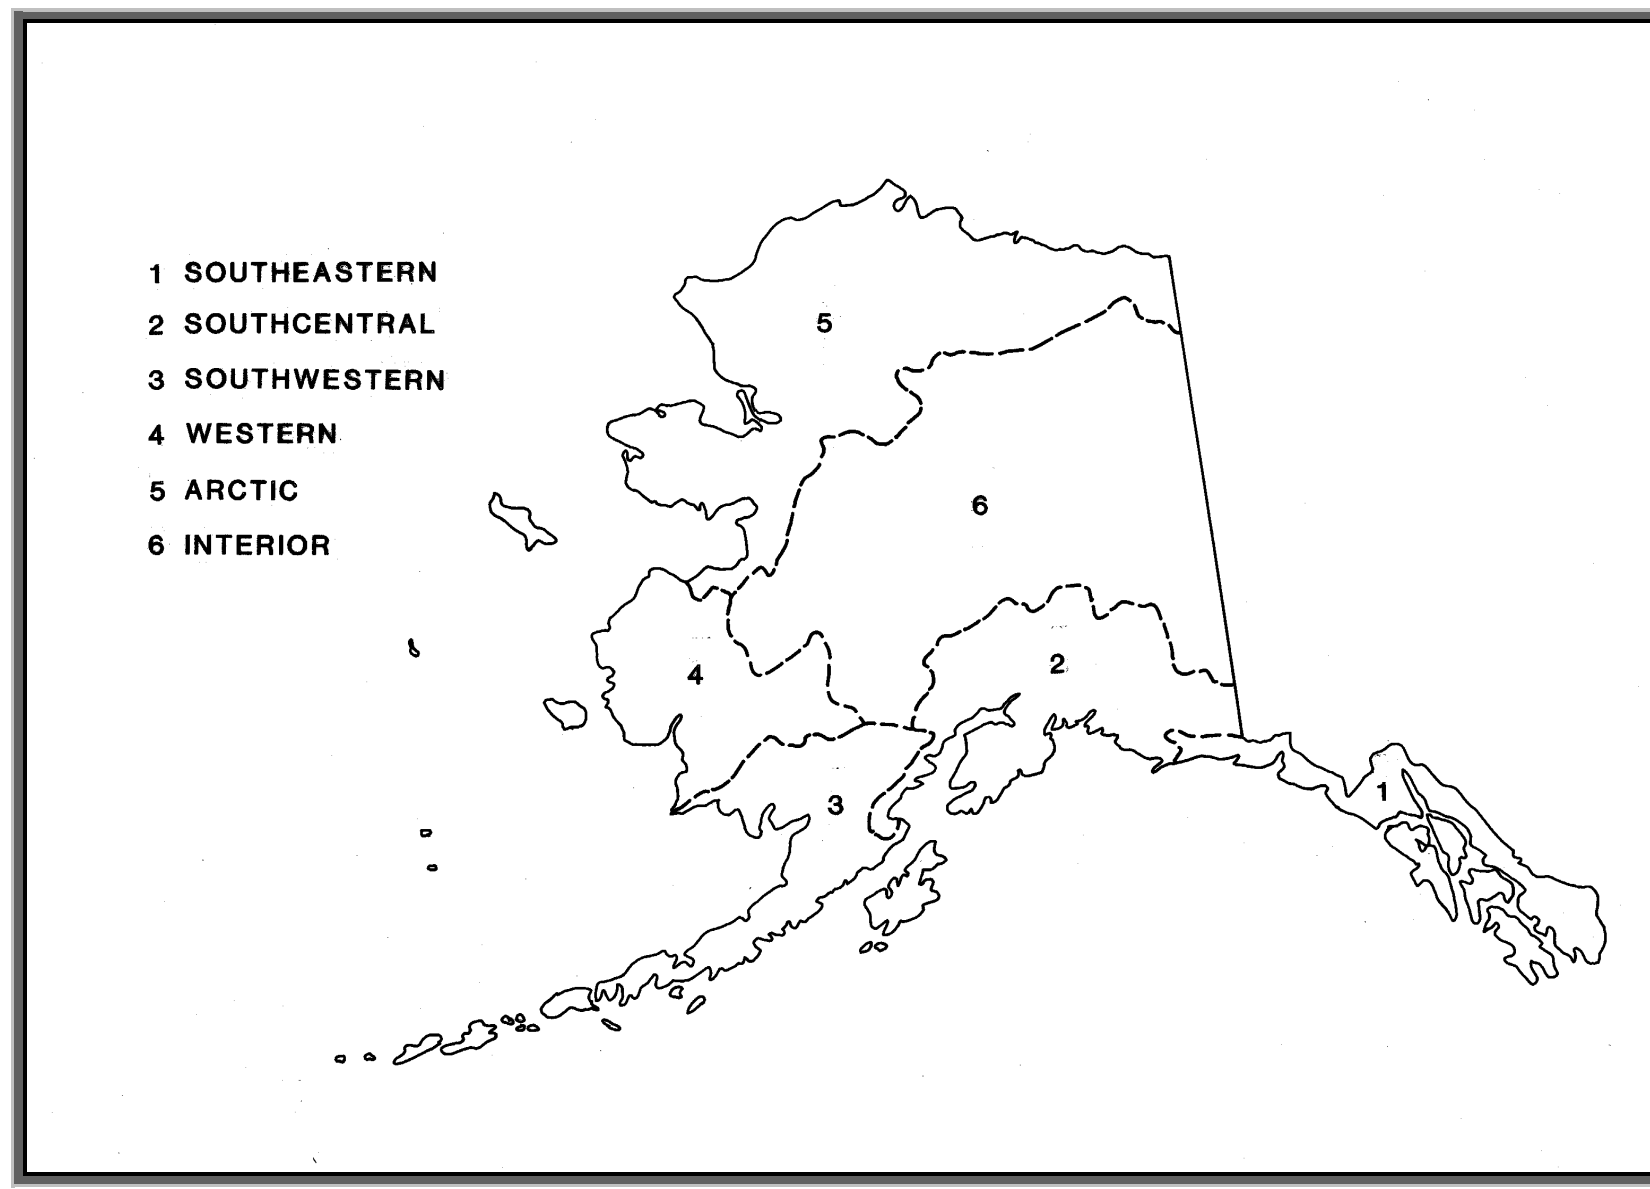 1 SOUTHEASTERN
2 SOUTHCENTRAL
3 SOUTHWESTERN
4 WESTERN
5 ARCTIC
6 INTERIOR
5
6
2
4
1
3